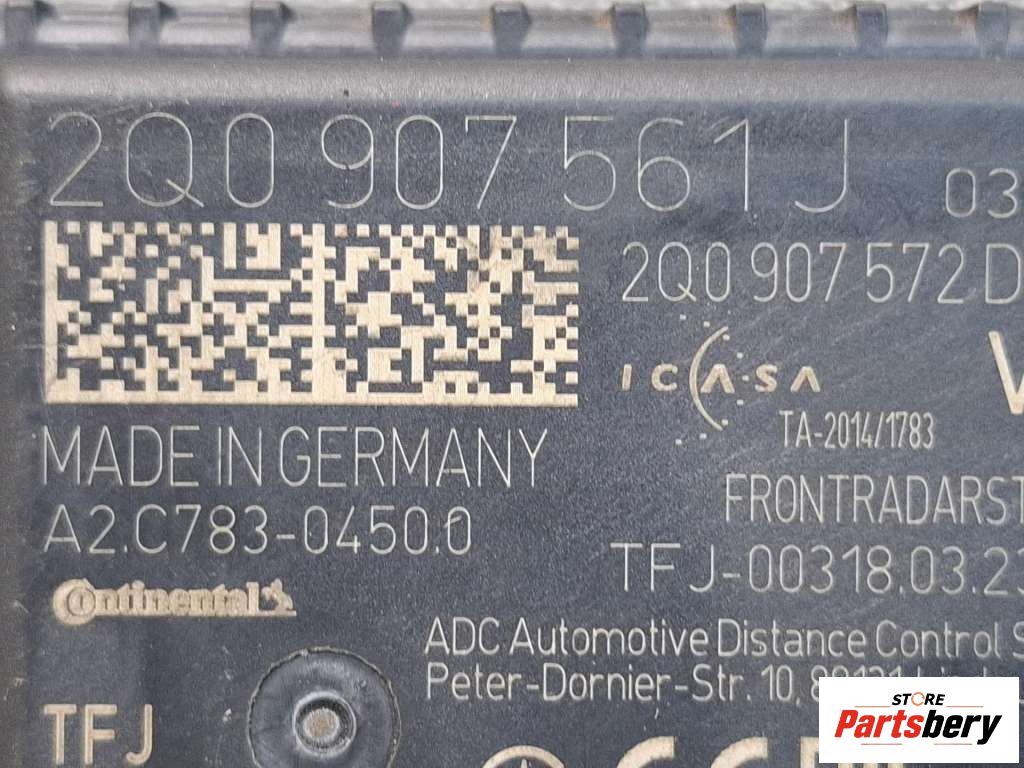 2Q0 907 561 J 03
2Q0 907 572 D
ICASA
TA-2014/1783
MADE IN GERMANY
FRONTRADARST
A2.C783-0450.0
TFJ-00318.03.23
Continental
ADC Automotive Distance Control S
Peter-Dornier-Str. 10,
TFJ
STORE
Partsbery